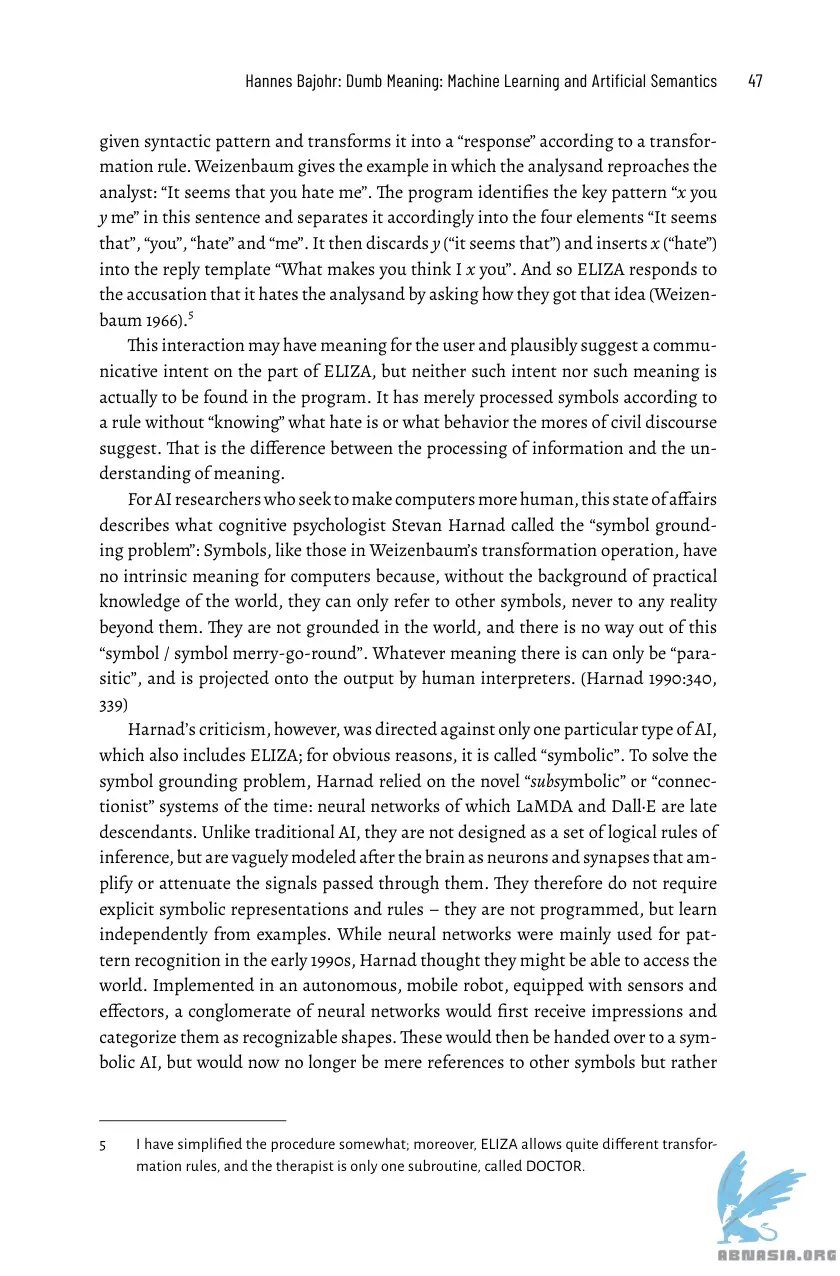 Hannes Bajohr: Dumb Meaning: Machine Learning and Artificial Semantics 47
given syntactic pattern and transforms it into a “response” according to a transfor-
mation rule. Weizenbaum gives the example in which the analysand reproaches the
analyst: “It seems that you hate me”. The program identifies the key pattern “x you
y me” in this sentence and separates it accordingly into the four elements “It seems
that”, “you”, “hate” and “me”. It then discards y (“it seems that”) and inserts x (“hate”)
into the reply template “What makes you think I x you”. And so ELIZA responds to
the accusation that it hates the analysand by asking how they got that idea (Weizen-
baum 1966).5
This interaction may have meaning for the user and plausibly suggest a commu-
nicative intent on the part of ELIZA, but neither such intent nor such meaning is
actually to be found in the program. It has merely processed symbols according to
a rule without “knowing” what hate is or what behavior the mores of civil discourse
suggest. That is the difference between the processing of information and the un-
derstanding of meaning.
For AI researchers who seek to make computers more human, this state of affairs
describes what cognitive psychologist Stevan Harnad called the “symbol ground-
ing problem”: Symbols, like those in Weizenbaum’s transformation operation, have
no intrinsic meaning for computers because, without the background of practical
knowledge of the world, they can only refer to other symbols, never to any reality
beyond them. They are not grounded in the world, and there is no way out of this
“symbol / symbol merry-go-round”. Whatever meaning there is can only be “para-
sitic”, and is projected onto the output by human interpreters. (Harnad 1990:340,
339)
Harnad’s criticism, however, was directed against only one particular type of AI,
which also includes ELIZA; for obvious reasons, it is called “symbolic”. To solve the
symbol grounding problem, Harnad relied on the novel “subsymbolic” or “connec-
tionist” systems of the time: neural networks of which LaMDA and Dall·E are late
descendants. Unlike traditional AI, they are not designed as a set of logical rules of
inference, but are vaguely modeled after the brain as neurons and synapses that am-
plify or attenuate the signals passed through them. They therefore do not require
explicit symbolic representations and rules – they are not programmed, but learn
independently from examples. While neural networks were mainly used for pat-
tern recognition in the early 1990s, Harnad thought they might be able to access the
world. Implemented in an autonomous, mobile robot, equipped with sensors and
effectors, a conglomerate of neural networks would first receive impressions and
categorize them as recognizable shapes. These would then be handed over to a sym-
bolic AI, but would now no longer be mere references to other symbols but rather
5 I have simplified the procedure somewhat; moreover, ELIZA allows quite different transfor-
mation rules, and the therapist is only one subroutine, called DOCTOR.
ABNASIA.ORG